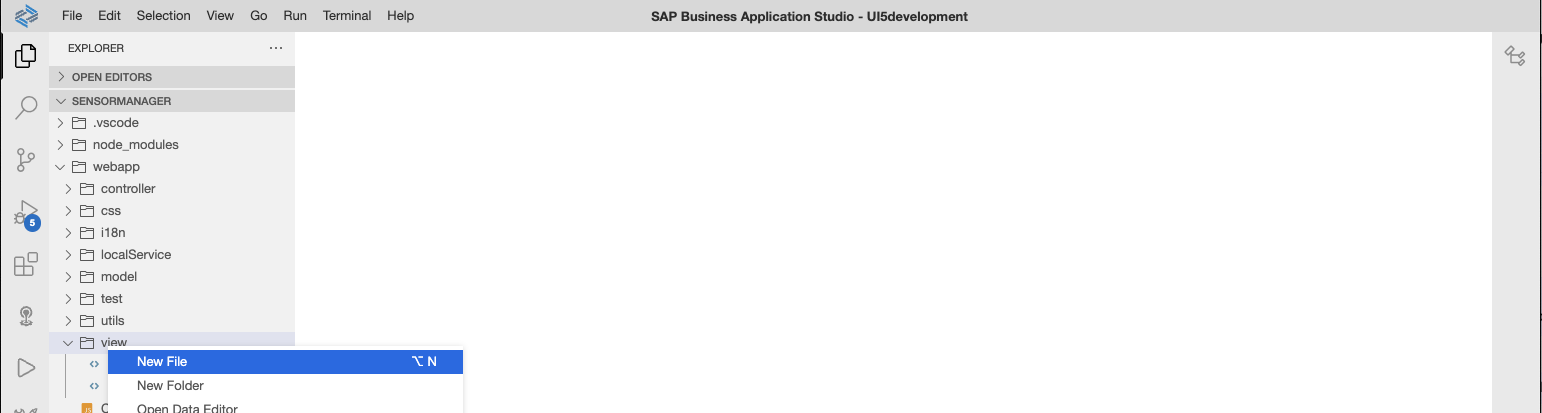 File Edit Selection View Go Run Terminal Help SAP Business Application Studio - UI5development
EXPLORER ...
OPEN EDITORS
SENSORMANAGER
.vscode
node_modules
webapp
controller
css
i18n
localService
model
test
utils
view
New File ⌥ N
New Folder
Open Data Editor
5
JS